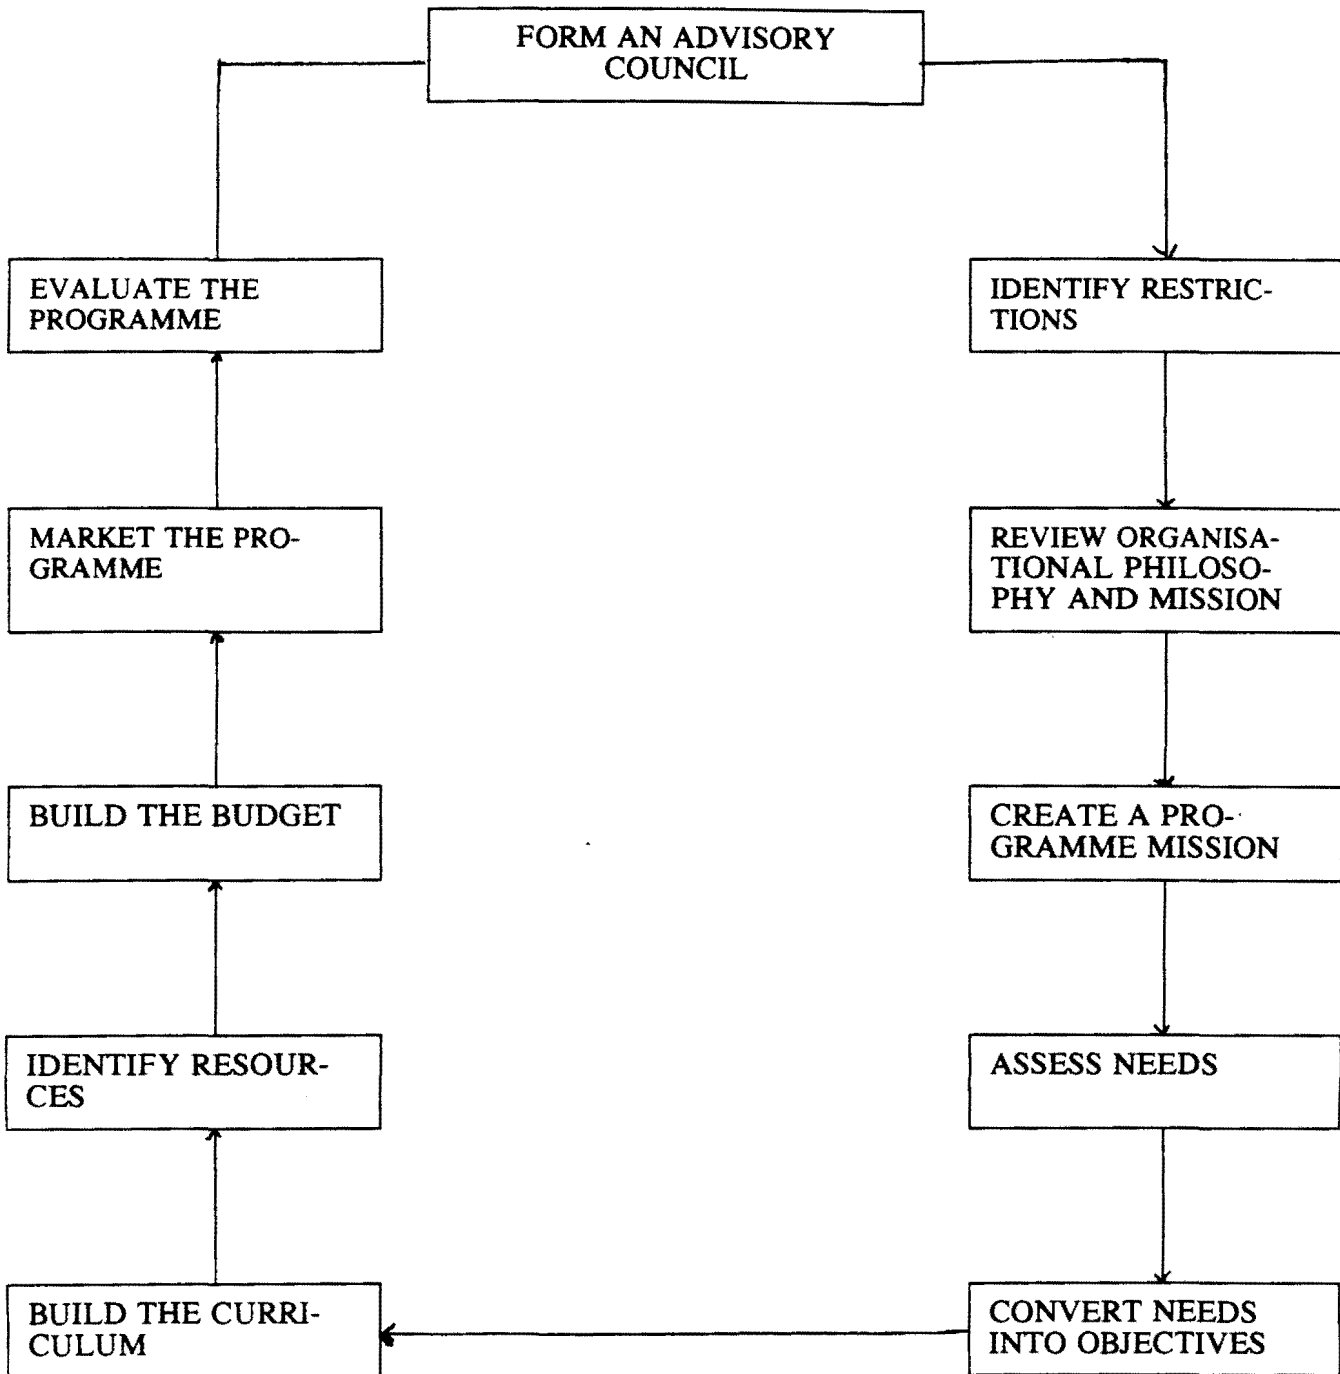 FORM AN ADVISORY
COUNCIL
IDENTIFY RESTRIC-
TIONS
REVIEW ORGANISA-
TIONAL PHILOSO-
PHY AND MISSION
CREATE A PRO-
GRAMME MISSION
ASSESS NEEDS
CONVERT NEEDS
INTO OBJECTIVES
BUILD THE CURRI-
CULUM
IDENTIFY RESOUR-
CES
BUILD THE BUDGET
MARKET THE PRO-
GRAMME
EVALUATE THE
PROGRAMME